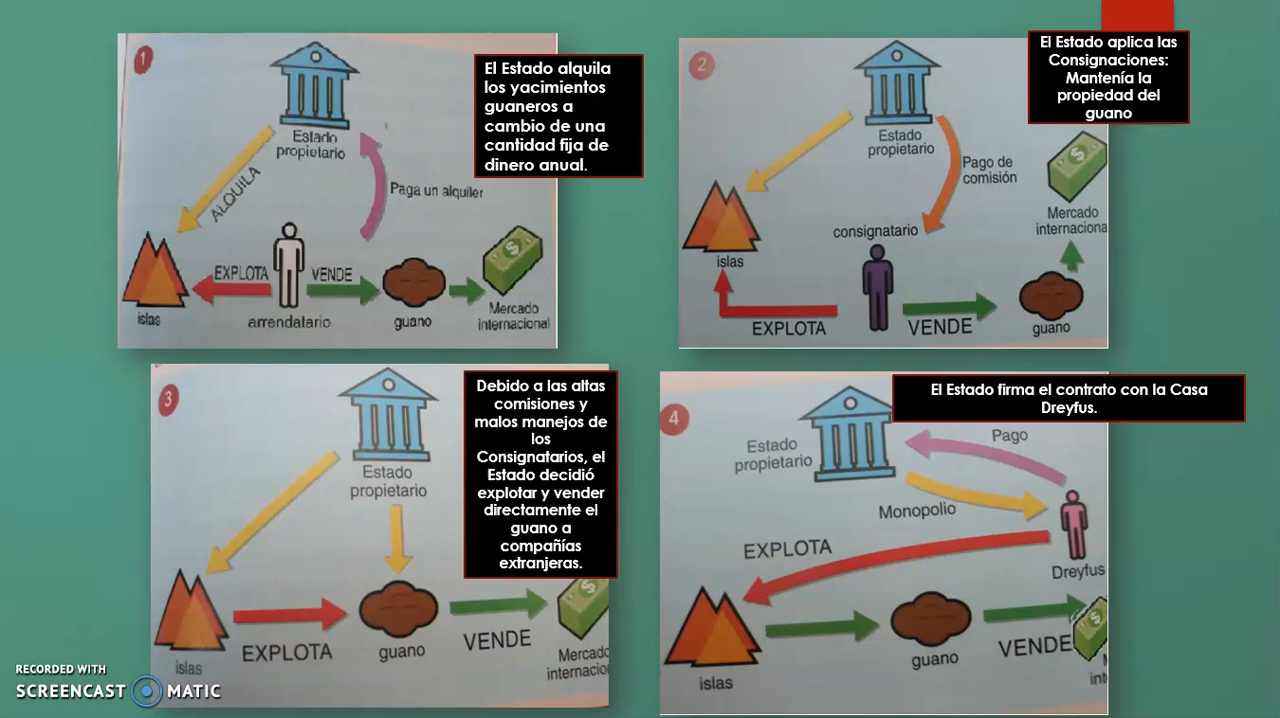 1
Estado
propietario
ALQUILA
Paga un alquiler
EXPLOTA
VENDE
islas
arrendatario
guano
Mercado
internacional
El Estado alquila
los yacimientos
guaneros a
cambio de una
cantidad fija de
dinero anual.
2
Estado
propietario
Pago de
comisión
consignatario
islas
EXPLOTA
VENDE
guano
Mercado
internaciona
El Estado aplica las
Consignaciones:
Mantenía la
propiedad del
guano
3
Estado
propietario
islas
EXPLOTA
guano
VENDE
Mercado
internacion
Debido a las altas
comisiones y
malos manejos de
los
Consignatarios, el
Estado decidió
explotar y vender
directamente el
guano a
compañías
extranjeras.
4
El Estado firma el contrato con la Casa
Dreyfus.
Estado
propietario
Pago
Monopolio
EXPLOTA
Dreyfus
islas
guano
VENDE
RECORDED WITH
SCREENCAST MATIC